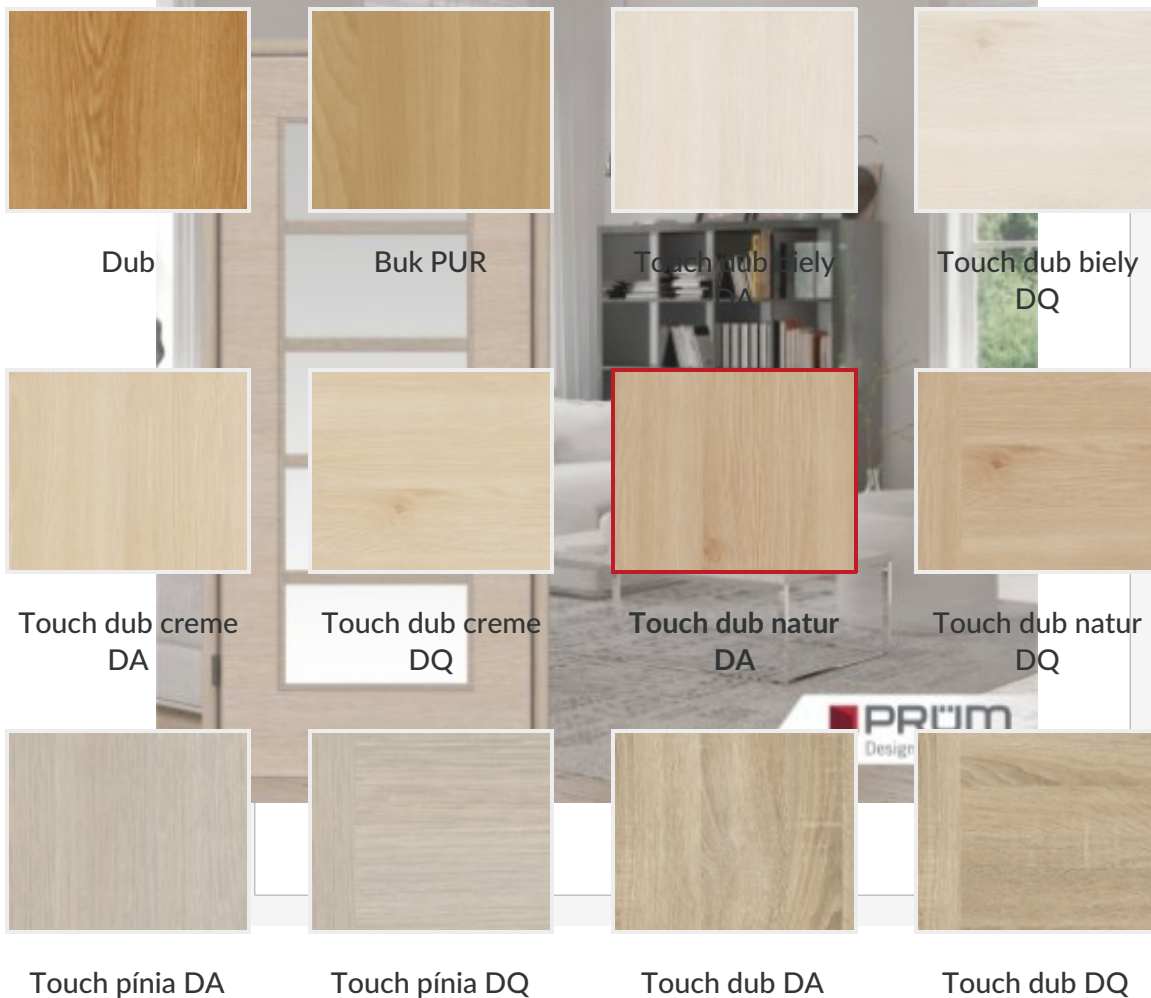 Dub
Buk PUR
Touch dub biely
DA
Touch dub biely
DQ
Touch dub creme
DA
Touch dub creme
DQ
Touch dub natur
DA
Touch dub natur
DQ
PRÜM
Design
Touch pínia DA
Touch pínia DQ
Touch dub DA
Touch dub DQ